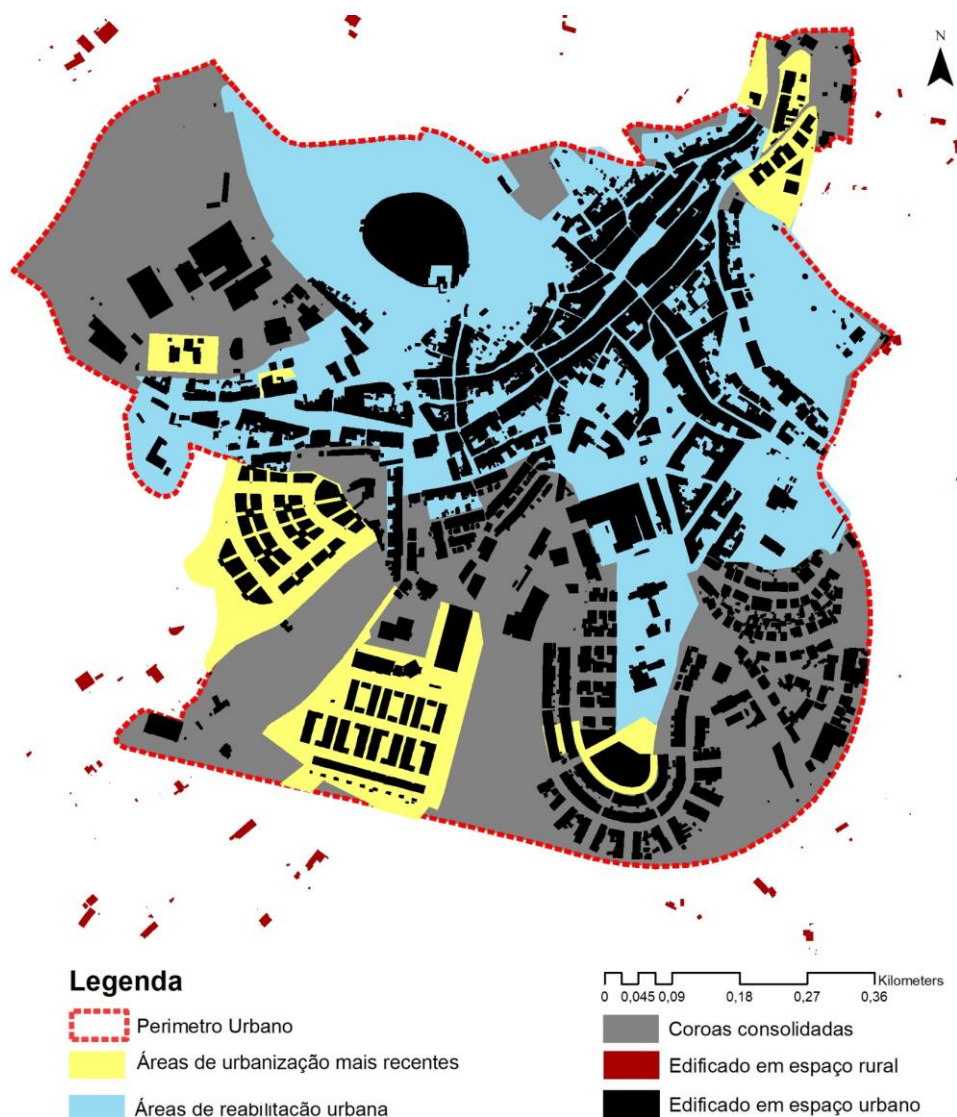 N
Legenda
Perimetro Urbano
Áreas de urbanização mais recentes
Áreas de reabilitação urbana
Kilometers
0 0,045 0,09 0,18 0,27 0,36
Coroas consolidadas
Edificado em espaço rural
Edificado em espaço urbano